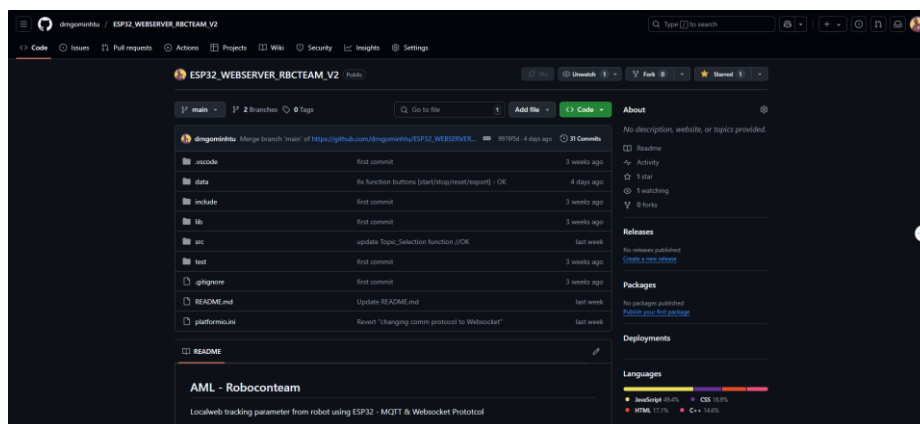 drngominhtu / ESP32_WEBSERVER_RBCTEAM_V2
Type / to search
Code Issues Pull requests Actions Projects Wiki Security Insights Settings
ESP32_WEBSERVER_RBCTEAM_V2 Public
Pin Unwatch 1 Fork 0 Starred 1
main 2 Branches 0 Tags Go to file t Add file Code
drngominhtu Merge branch 'main' of https://github.com/drngominhtu/ESP32_WEBSERVER... 4 days ago 31 Commits
.vscode first commit 3 weeks ago
data fix function buttons [start/stop/reset/export] - OK 4 days ago
include first commit 3 weeks ago
lib first commit 3 weeks ago
src update Topic_Selection function //OK last week
test first commit 3 weeks ago
.gitignore first commit 3 weeks ago
README.md Update README.md last week
platformio.ini Revert "changing comm protocol to Websocket" last week
README
AML - Roboconteam
Localweb tracking parameter from robot using ESP32 - MQTT & Websocket Prototcol
About
No description, website, or topics provided.
Readme
Activity
1 star
1 watching
0 forks
Releases
No releases published
Create a new release
Packages
No packages published
Publish your first package
Deployments
Languages
JavaScript 49.4% CSS 18.9%
HTML 17.1% C++ 14.6%